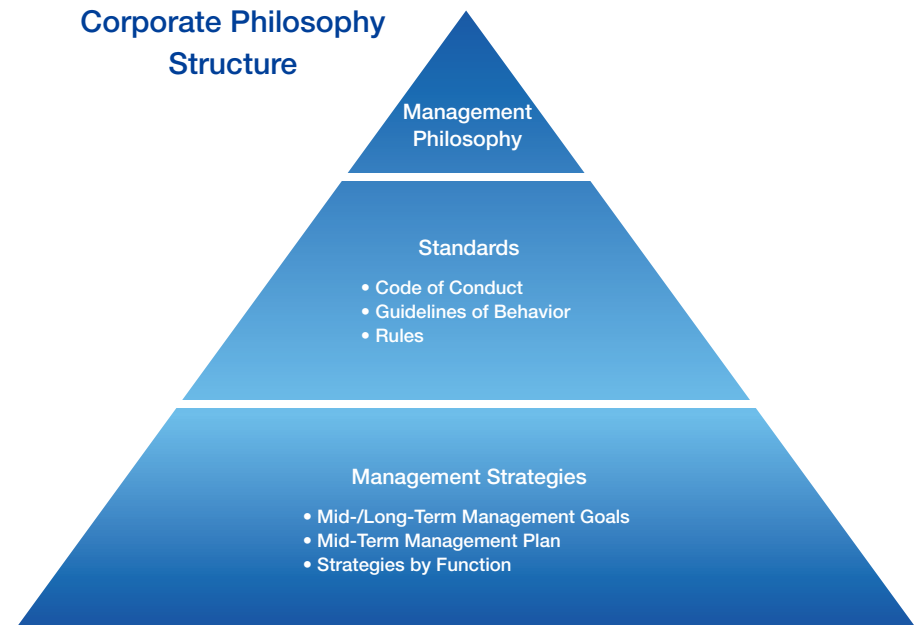 Corporate Philosophy
Structure
Management
Philosophy
Standards
• Code of Conduct
• Guidelines of Behavior
• Rules
Management Strategies
• Mid-/Long-Term Management Goals
• Mid-Term Management Plan
• Strategies by Function